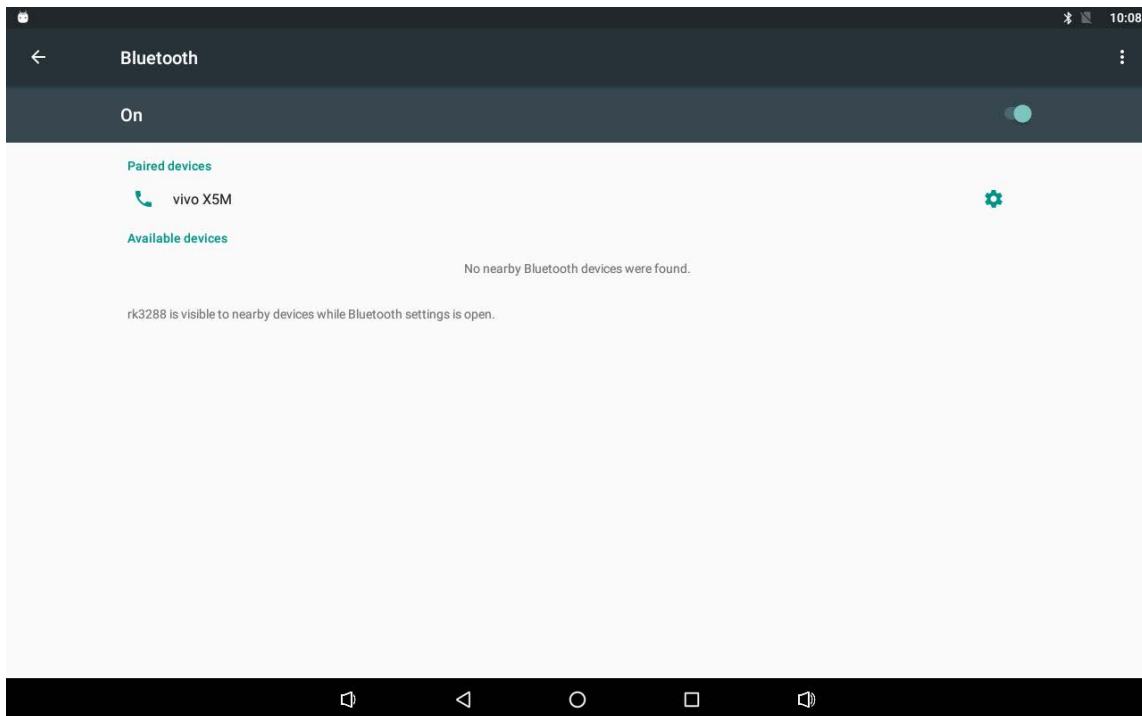 10:08
Bluetooth
On
Paired devices
vivo X5M
Available devices
No nearby Bluetooth devices were found.
rk3288 is visible to nearby devices while Bluetooth settings is open.